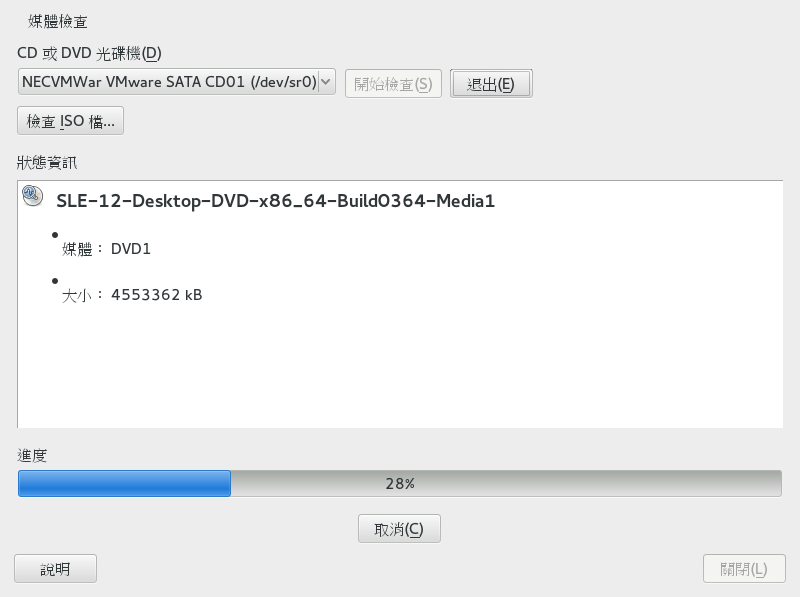 媒體檢查
CD 或 DVD 光碟機(D)
NECVMWar VMware SATA CD01 (/dev/sr0) 開始檢查(S) 退出(E)
檢查 ISO 檔...
狀態資訊
SLE-12-Desktop-DVD-x86_64-Build0364-Media1
媒體： DVD1
大小： 4553362 kB
進度
28%
取消(C)
說明 關閉(L)